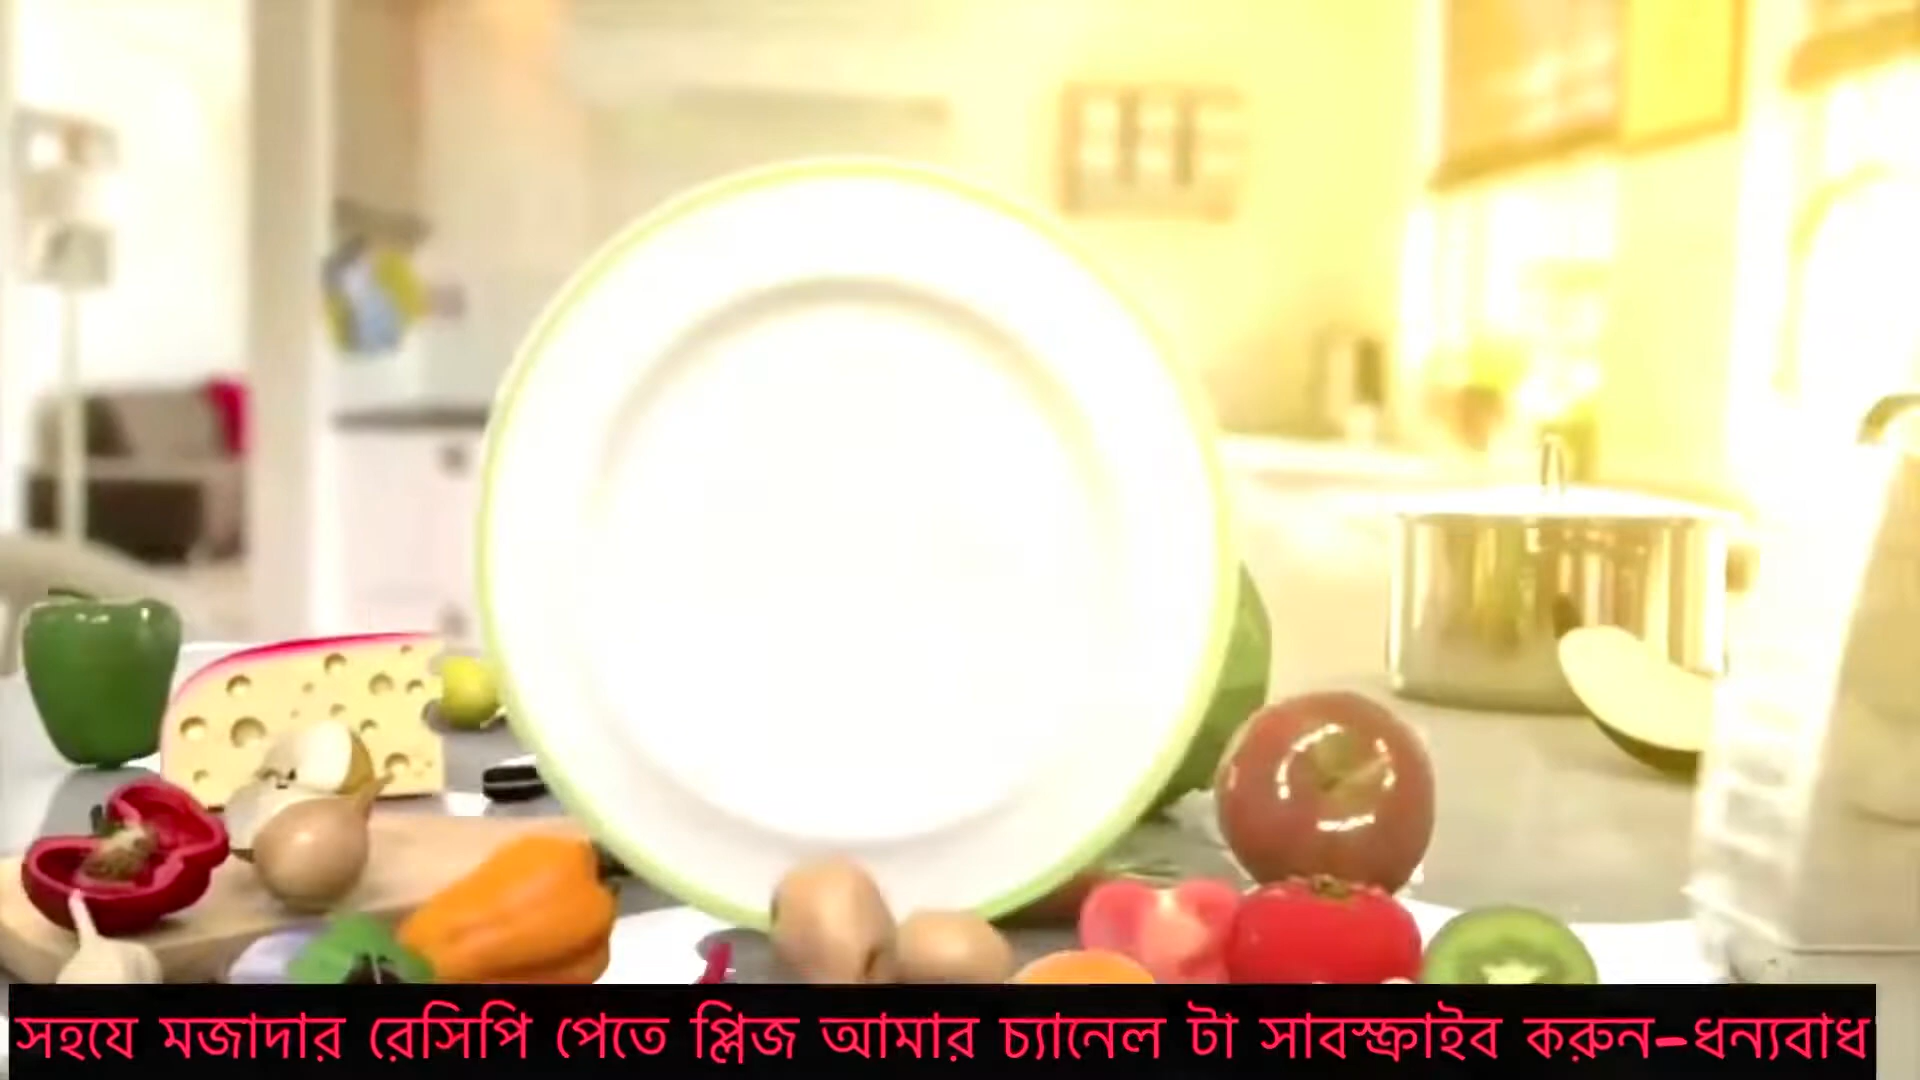 সহযে মজাদার রেসিপি পেতে প্লিজ আমার চ্যানেল টা সাবস্ক্রাইব করুন-ধন্যবাধ